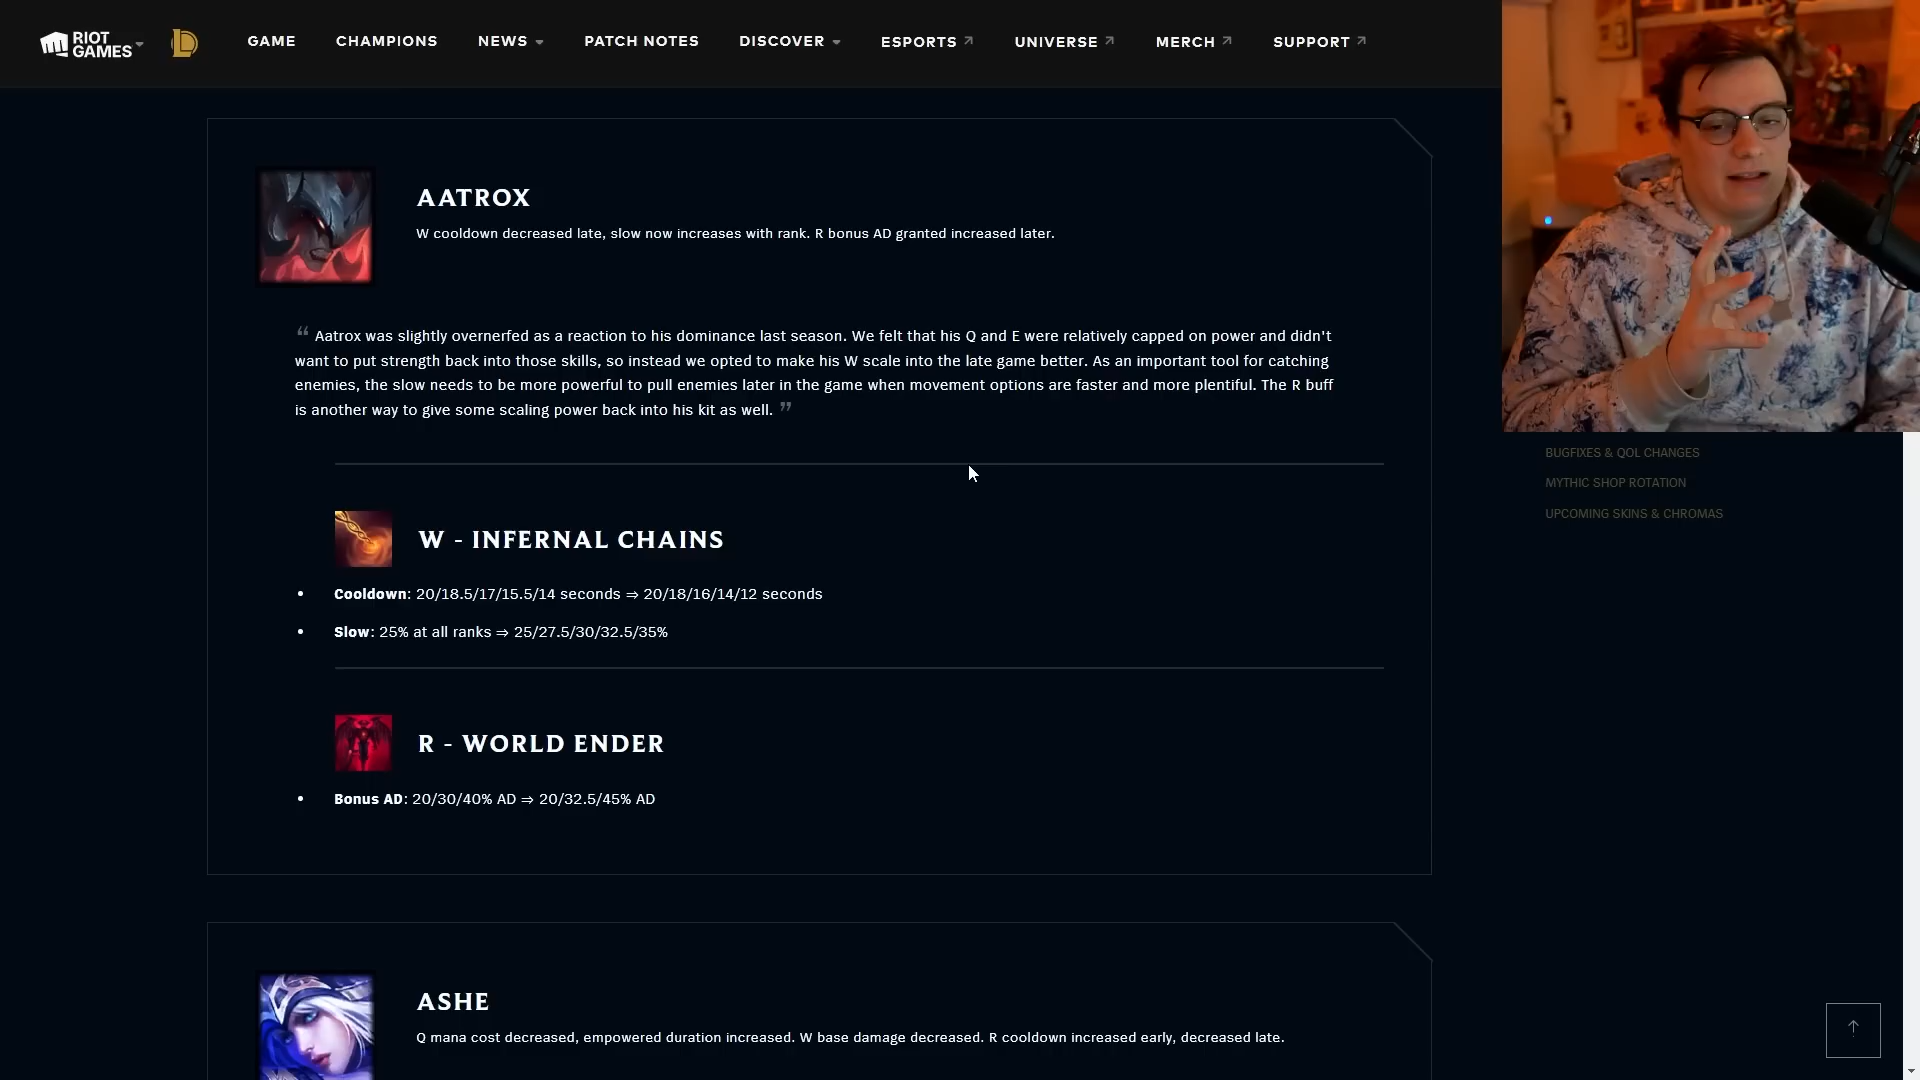 RIOT GAMES
GAME
CHAMPIONS
NEWS
PATCH NOTES
DISCOVER
ESPORTS
UNIVERSE
MERCH
SUPPORT
AATROX
W cooldown decreased late, slow now increases with rank. R bonus AD granted increased later.
“ Aatrox was slightly overnerfed as a reaction to his dominance last season. We felt that his Q and E were relatively capped on power and didn't
want to put strength back into those skills, so instead we opted to make his W scale into the late game better. As an important tool for catching
enemies, the slow needs to be more powerful to pull enemies later in the game when movement options are faster and more plentiful. The R buff
is another way to give some scaling power back into his kit as well. ”
W - INFERNAL CHAINS
• Cooldown: 20/18.5/17/15.5/14 seconds ⇒ 20/18/16/14/12 seconds
• Slow: 25% at all ranks ⇒ 25/27.5/30/32.5/35%
R - WORLD ENDER
• Bonus AD: 20/30/40% AD ⇒ 20/32.5/45% AD
ASHE
Q mana cost decreased, empowered duration increased. W base damage decreased. R cooldown increased early, decreased late.
BUGFIXES & QOL CHANGES
MYTHIC SHOP ROTATION
UPCOMING SKINS & CHROMAS